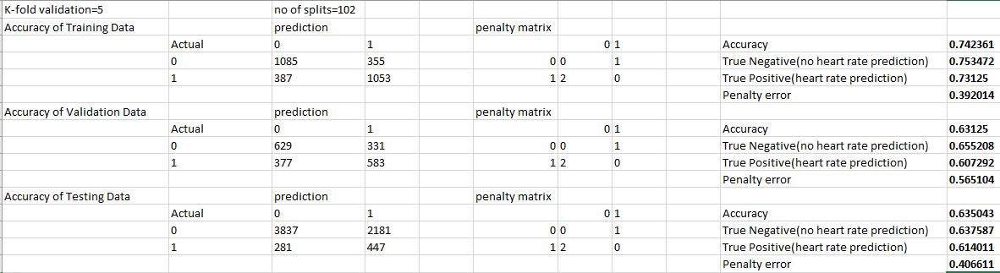 K-fold validation=5 no of splits=102
Accuracy of Training Data prediction penalty matrix
Actual 0 1 0 1 Accuracy 0.742361
0 1085 355 0 0 1 True Negative(no heart rate prediction) 0.753472
1 387 1053 1 2 0 True Positive(heart rate prediction) 0.73125
Penalty error 0.392014
Accuracy of Validation Data prediction penalty matrix
Actual 0 1 0 1 Accuracy 0.63125
0 629 331 0 0 1 True Negative(no heart rate prediction) 0.655208
1 377 583 1 2 0 True Positive(heart rate prediction) 0.607292
Penalty error 0.565104
Accuracy of Testing Data prediction penalty matrix
Actual 0 1 0 1 Accuracy 0.635043
0 3837 2181 0 0 1 True Negative(no heart rate prediction) 0.637587
1 281 447 1 2 0 True Positive(heart rate prediction) 0.614011
Penalty error 0.406611